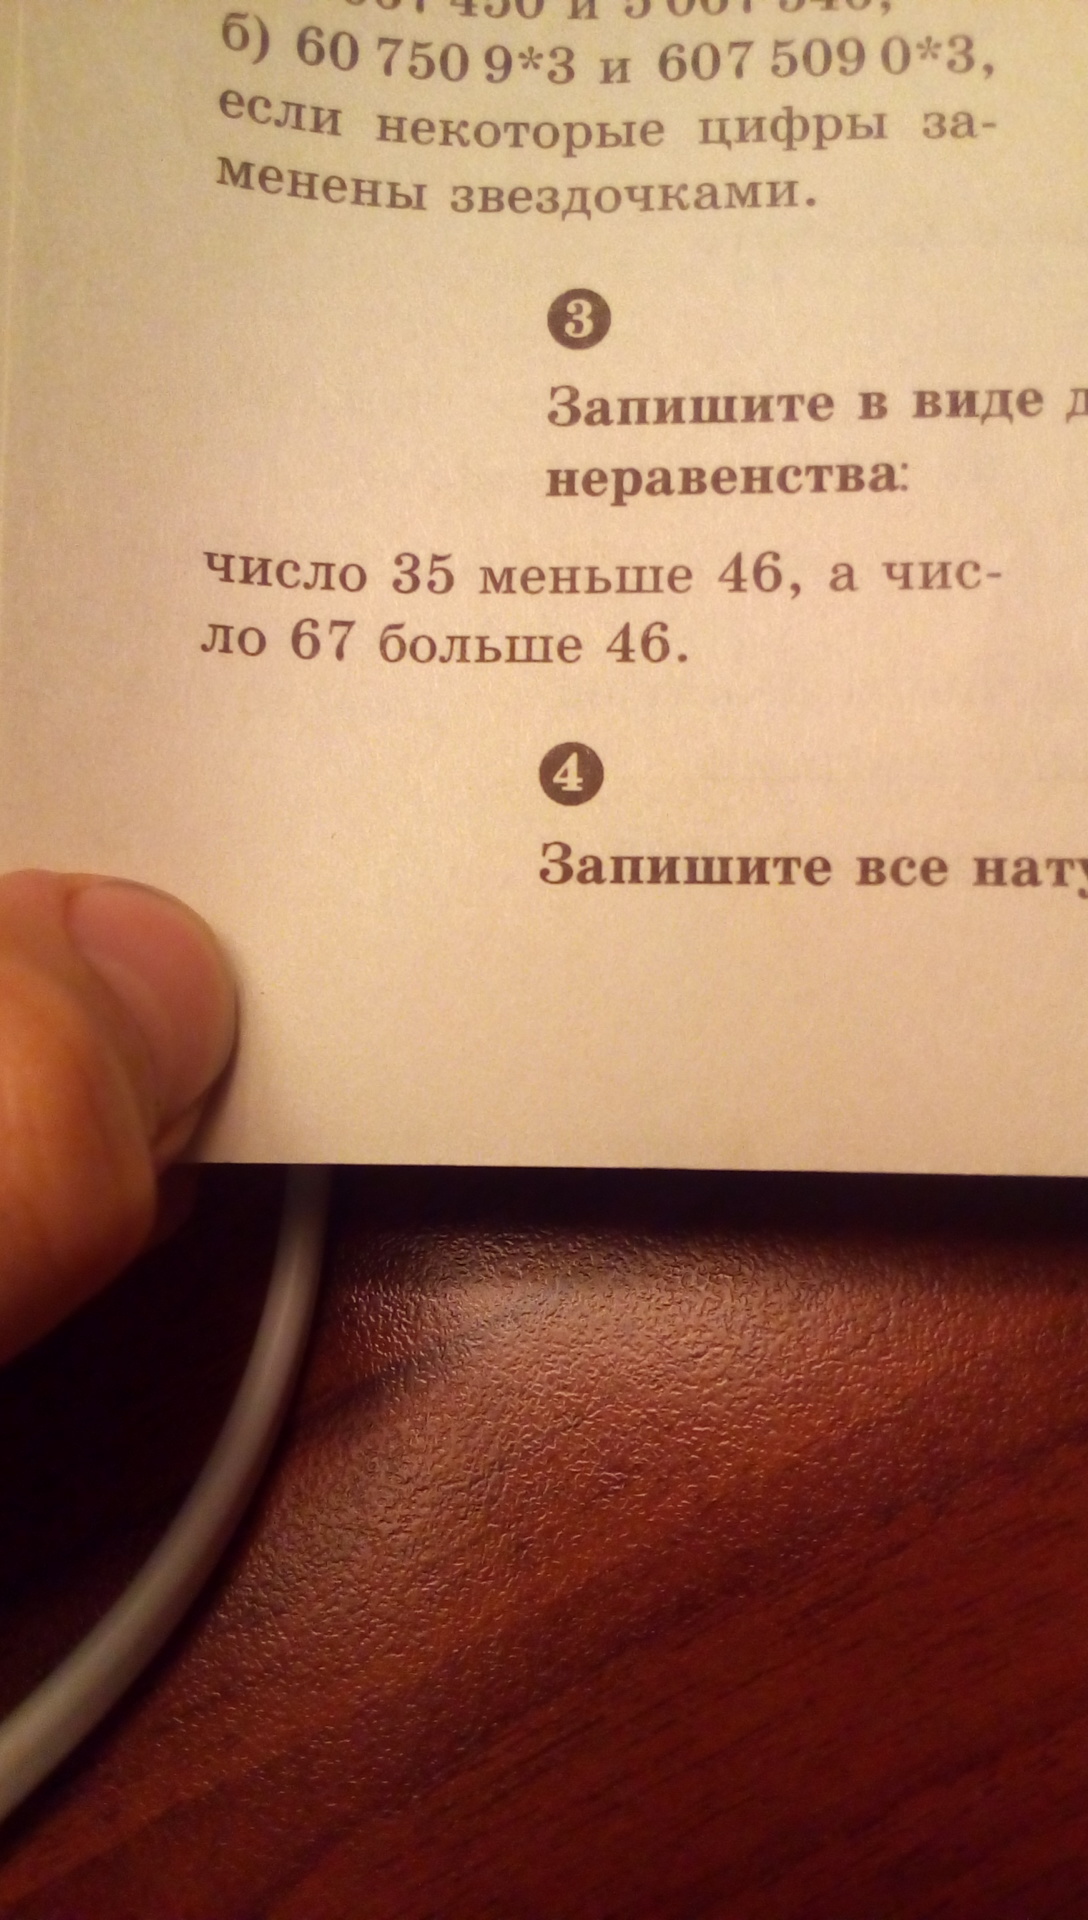 б) 60 750 9*3 и 607 509 0*3,
если некоторые цифры за-
менены звездочками.
3
Запишите в виде
неравенства:
число 35 меньше 46, а чис-
ло 67 больше 46.
4
Запишите все